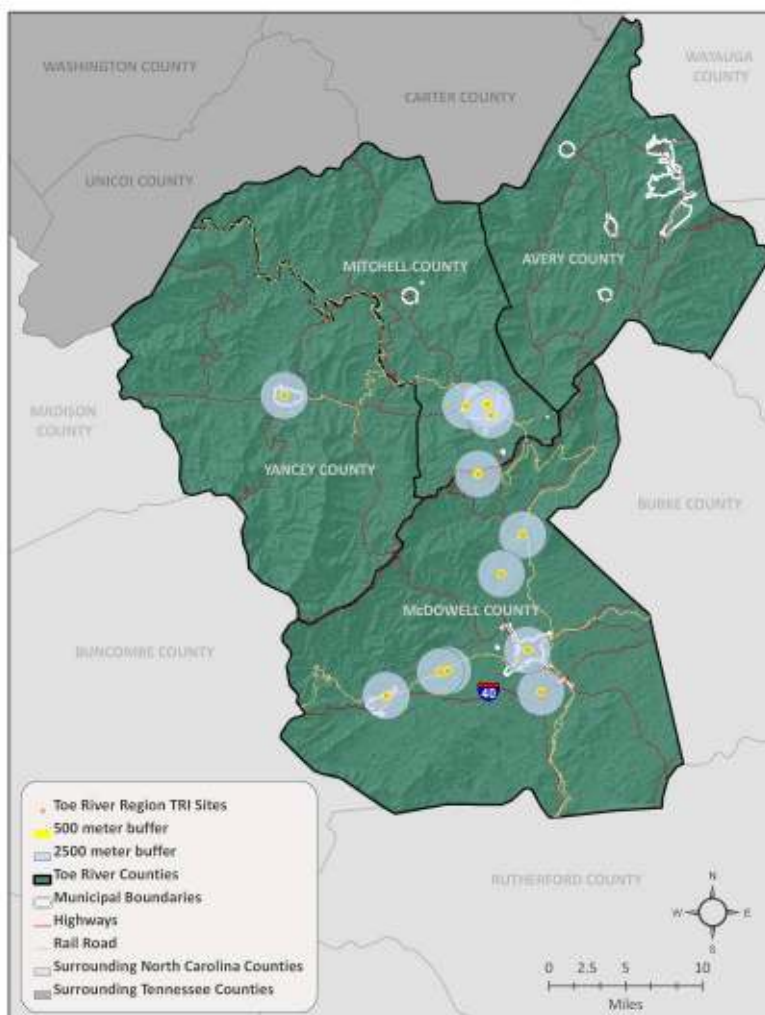 WASHINGTON COUNTY
WATAUGA
COUNTY
CARTER COUNTY
UNICOI COUNTY
MITCHELL COUNTY
AVERY COUNTY
MADISON
COUNTY
YANCEY COUNTY
BURKE COUNTY
McDOWELL COUNTY
BUNCOMBE COUNTY
40
Toe River Region TRI Sites
500 meter buffer
2500 meter buffer
Toe River Counties
Municipal Boundaries
Highways
Rail Road
Surrounding North Carolina Counties
Surrounding Tennessee Counties
RUTHERFORD COUNTY
N
W E
S
0 2.5 5 10
Miles